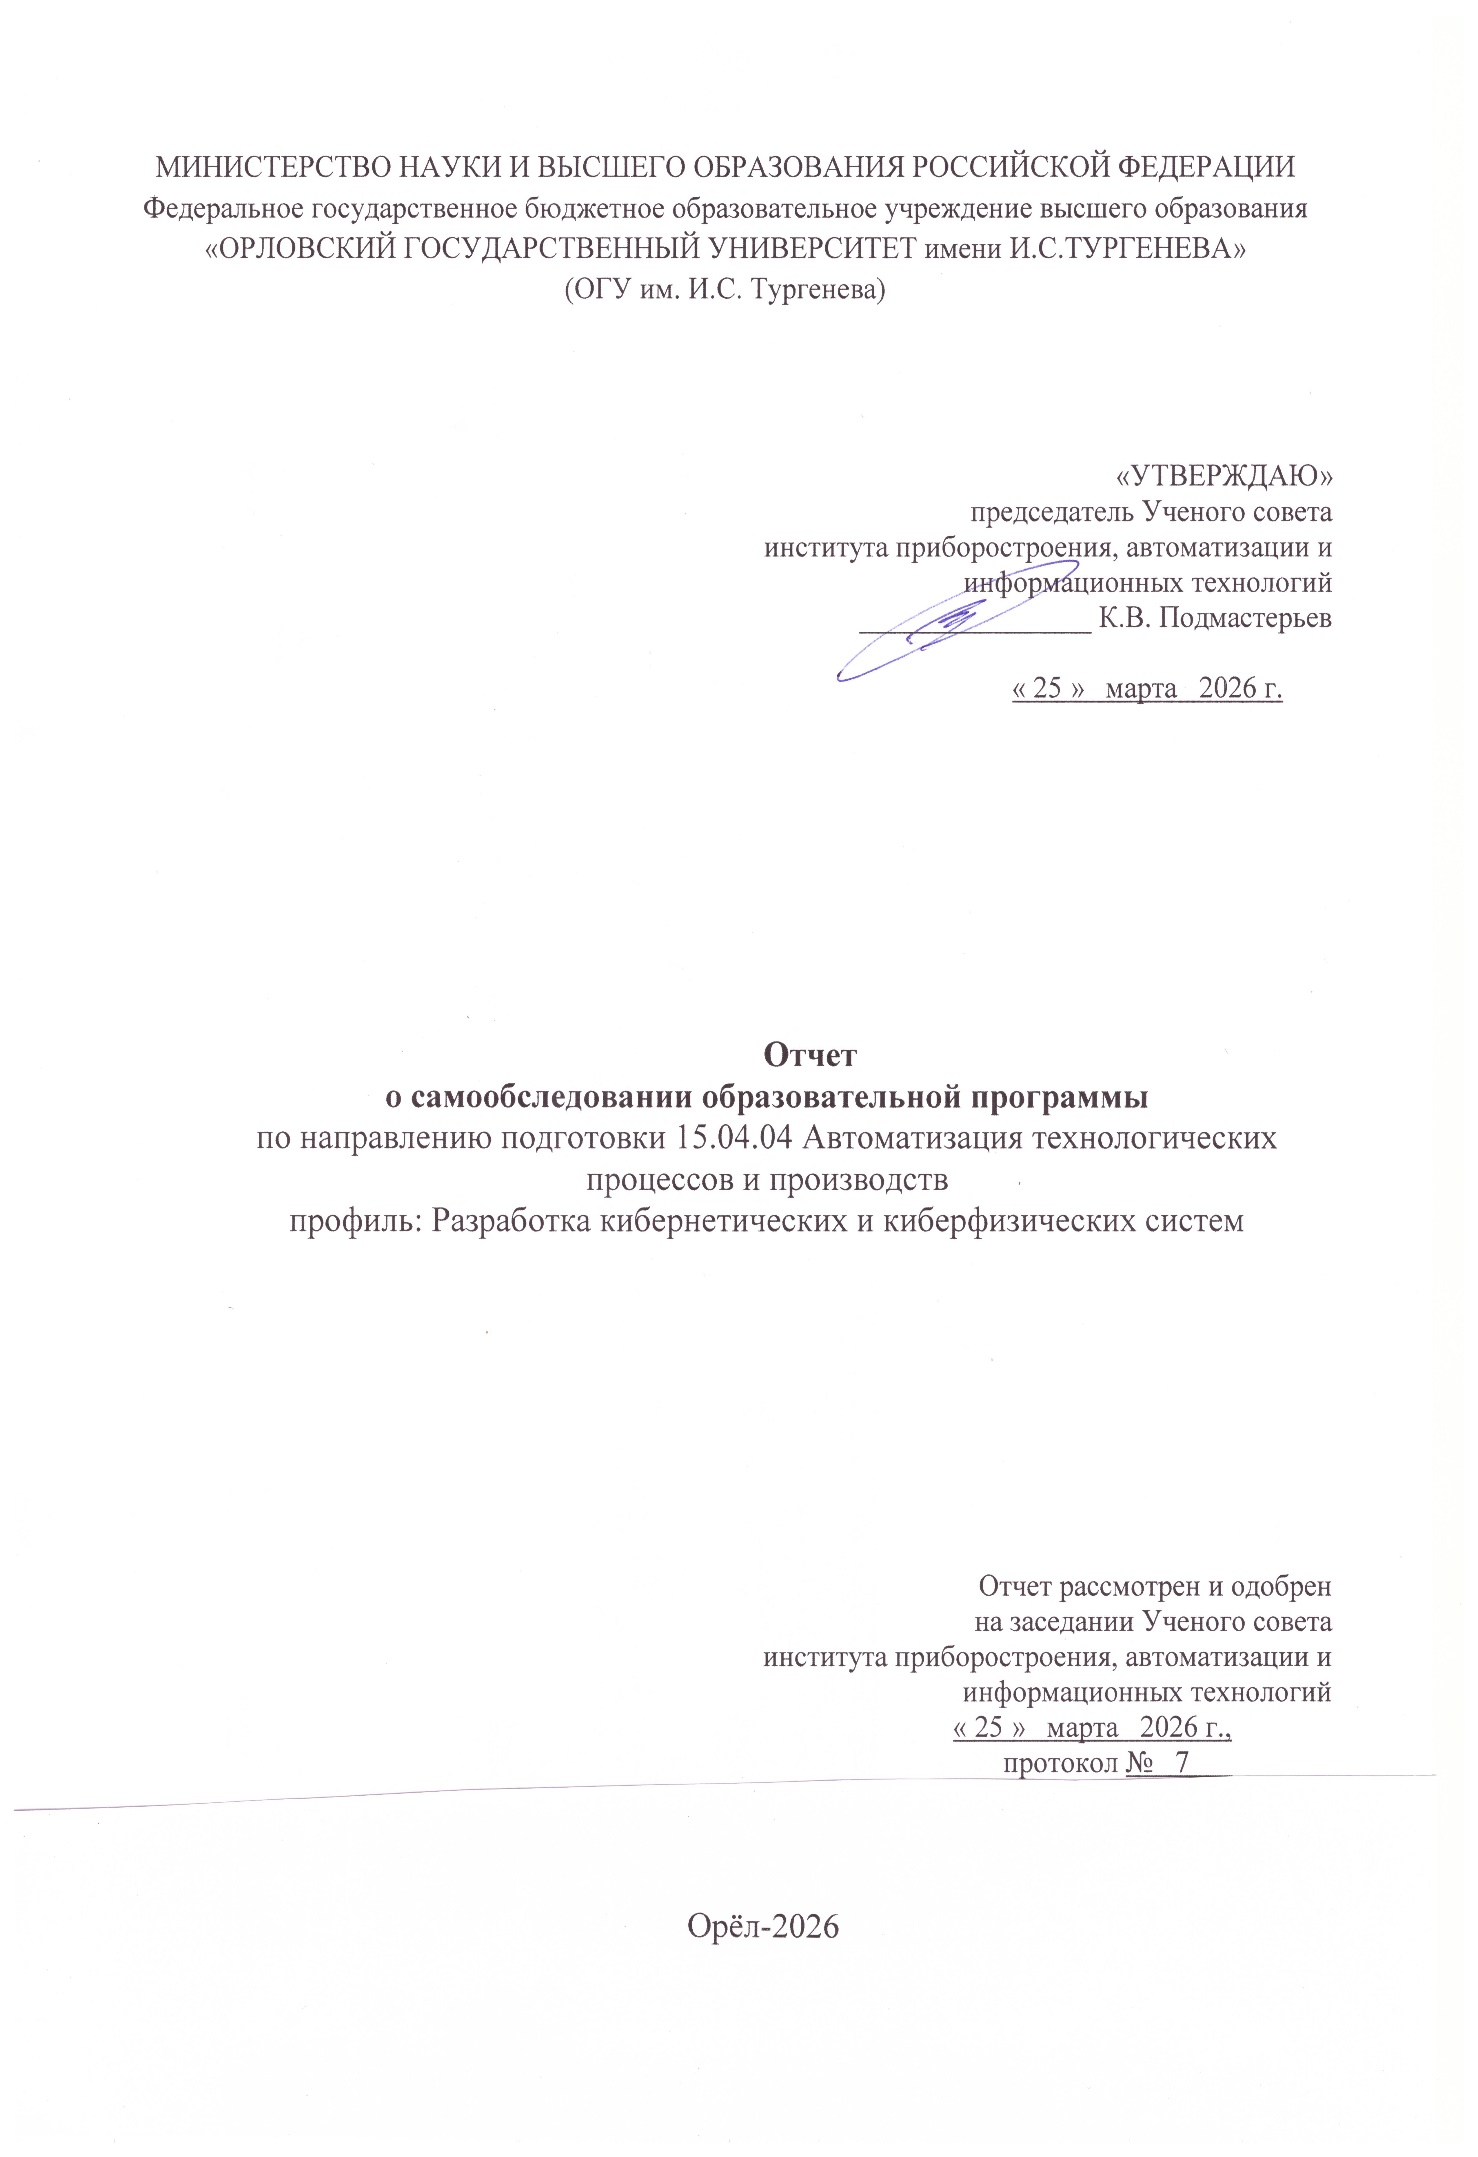 МИНИСТЕРСТВО НАУКИ И ВЫСШЕГО ОБРАЗОВАНИЯ РОССИЙСКОЙ ФЕДЕРАЦИИ
Федеральное государственное бюджетное образовательное учреждение высшего образования
«ОРЛОВСКИЙ ГОСУДАРСТВЕННЫЙ УНИВЕРСИТЕТ имени И.С.ТУРГЕНЕВА»
(ОГУ им. И.С. Тургенева)
«УТВЕРЖДАЮ»
председатель Ученого совета
института приборостроения, автоматизации и
информационных технологий
К.В. Подмастерьев
« 25 » марта 2026 г.
Отчет
о самообследовании образовательной программы
по направлению подготовки 15.04.04 Автоматизация технологических
процессов и производств
профиль: Разработка кибернетических и киберфизических систем
Отчет рассмотрен и одобрен
на заседании Ученого совета
института приборостроения, автоматизации и
информационных технологий
« 25 » марта 2026 г.,
протокол № 7
Орёл-2026